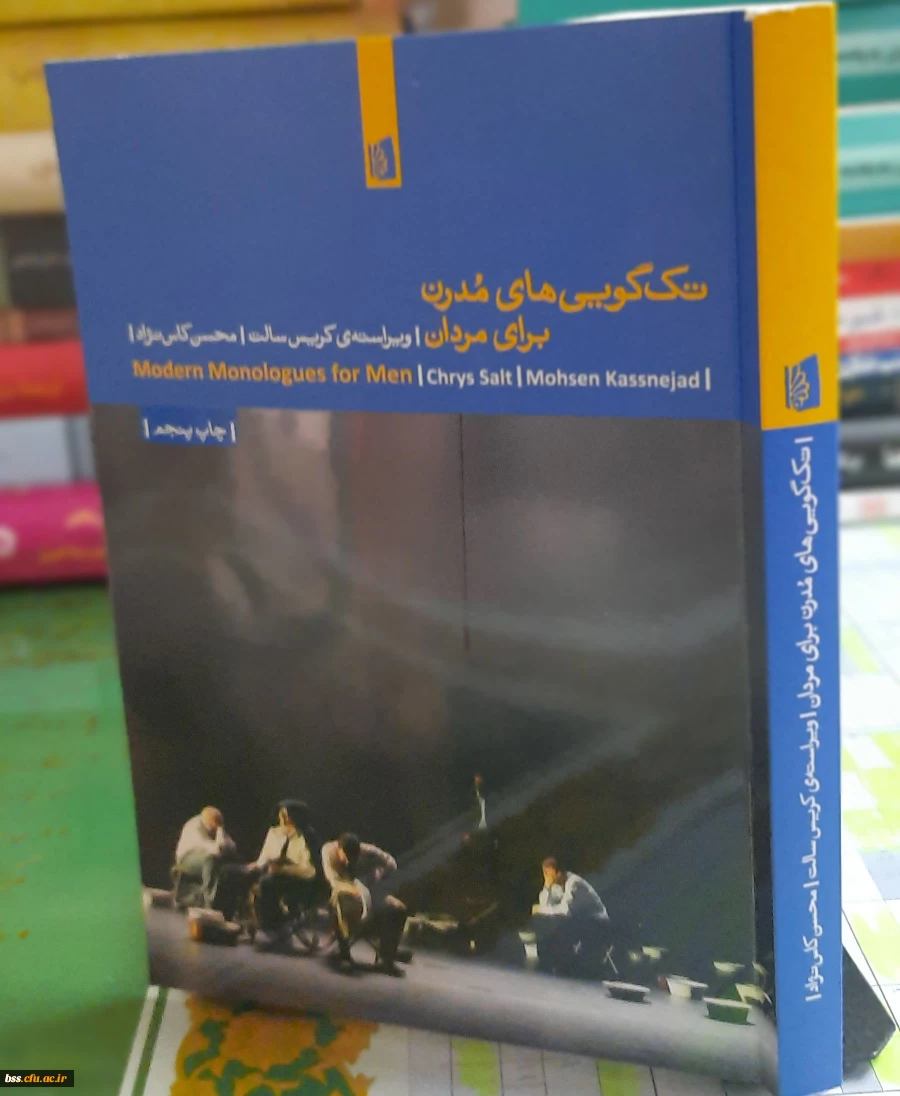 تک‌گویی‌های مُدرن
برای مردان | ویراسته‌ی کریس سالت | محسن کاس‌نژاد |
Modern Monologues for Men | Chrys Salt | Mohsen Kassnejad |
| چاپ پنجم |
| تک‌گویی‌های مُدرن برای مردان | ویراسته‌ی کریس سالت | محسن کاس‌نژاد |
bss.cfu.ac.ir